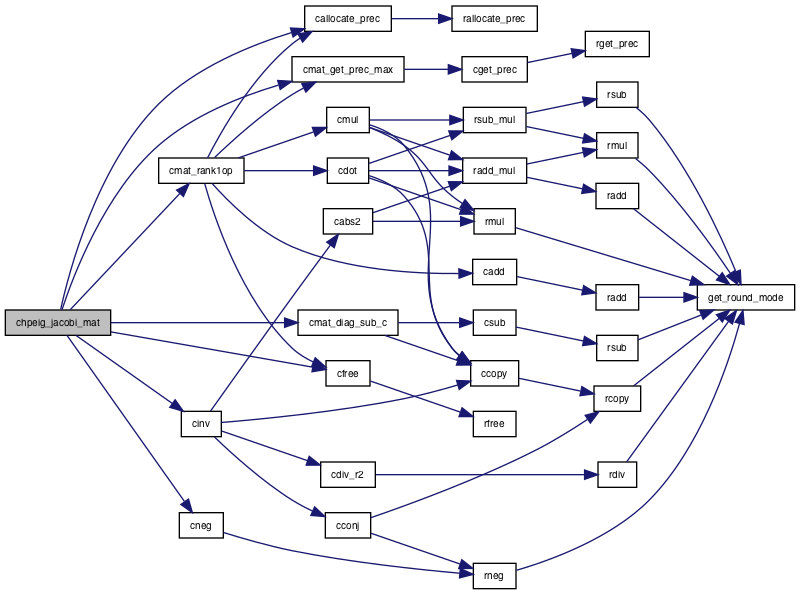 callocate_prec
rallocate_prec
rget_prec
cmat_get_prec_max
cget_prec
rsub
cmul
rsub_mul
rmul
cmat_rank1op
cdot
radd_mul
radd
cabs2
rmul
cadd
radd
get_round_mode
chpeig_jacobi_mat
cmat_diag_sub_c
csub
rsub
cfree
ccopy
rcopy
cinv
rfree
cdiv_r2
rdiv
cneg
cconj
rneg